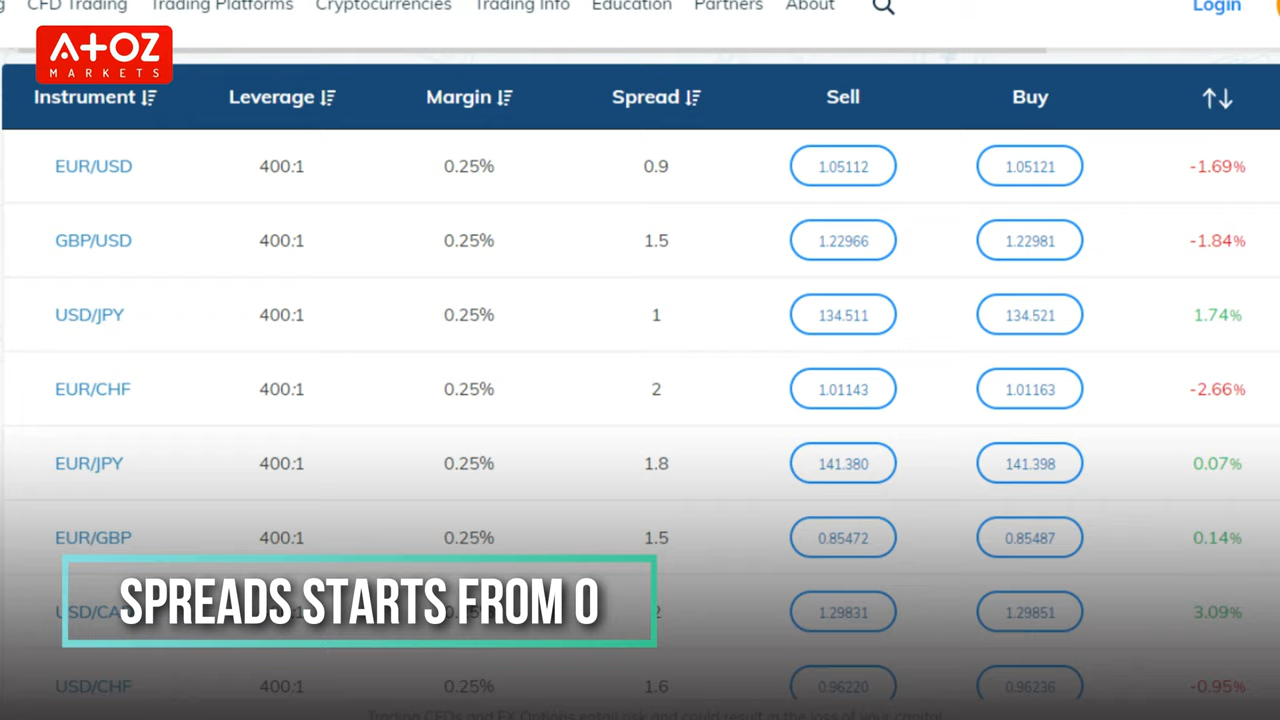 CFD Trading Trading Platforms Cryptocurrencies Trading Info Education Partners About Login
A+OZ
MARKETS
Instrument Leverage Margin Spread Sell Buy
EUR/USD 400:1 0.25% 0.9 1.05112 1.05121 -1.69%
GBP/USD 400:1 0.25% 1.5 1.22966 1.22981 -1.84%
USD/JPY 400:1 0.25% 1 134.511 134.521 1.74%
EUR/CHF 400:1 0.25% 2 1.01143 1.01163 -2.66%
EUR/JPY 400:1 0.25% 1.8 141.380 141.398 0.07%
EUR/GBP 400:1 0.25% 1.5 0.85472 0.85487 0.14%
SPREADS STARTS FROM 0
USD/CA 1.29831 1.29851 3.09%
USD/CHF 400:1 0.25% 1.6 0.96220 0.96236 -0.95%
Trading CFDs and FX Options entail risk and could result in the loss of your capital